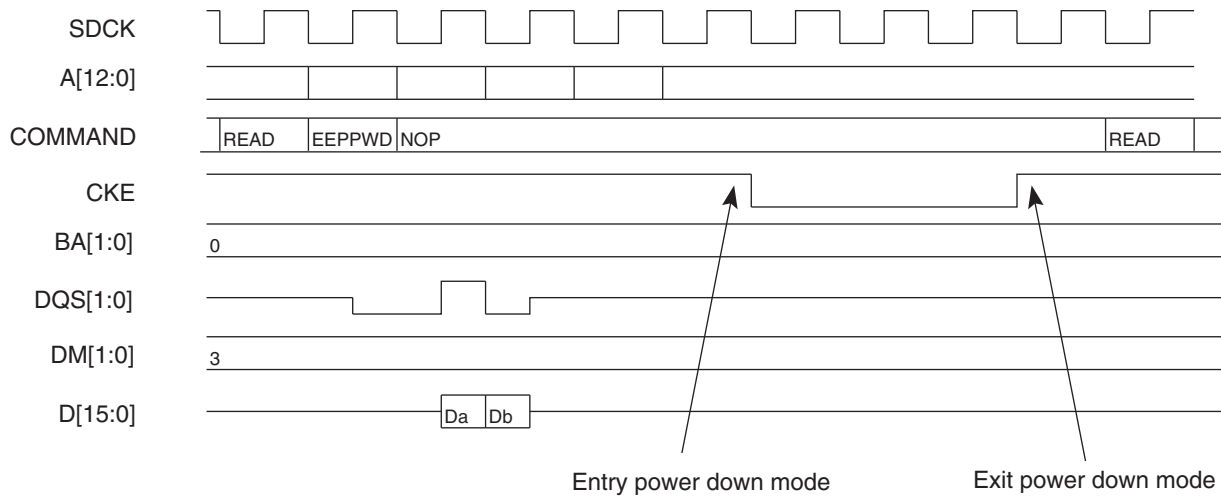 SDCK
A[12:0]
COMMAND READ EEPPWD NOP READ
CKE
BA[1:0] 0
DQS[1:0]
DM[1:0] 3
D[15:0] Da Db
Entry power down mode Exit power down mode